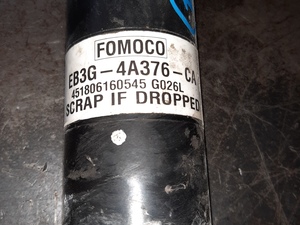 FOMOCO
EB3G-4A376-CA
451806160545 G026L
SCRAP IF DROPPED